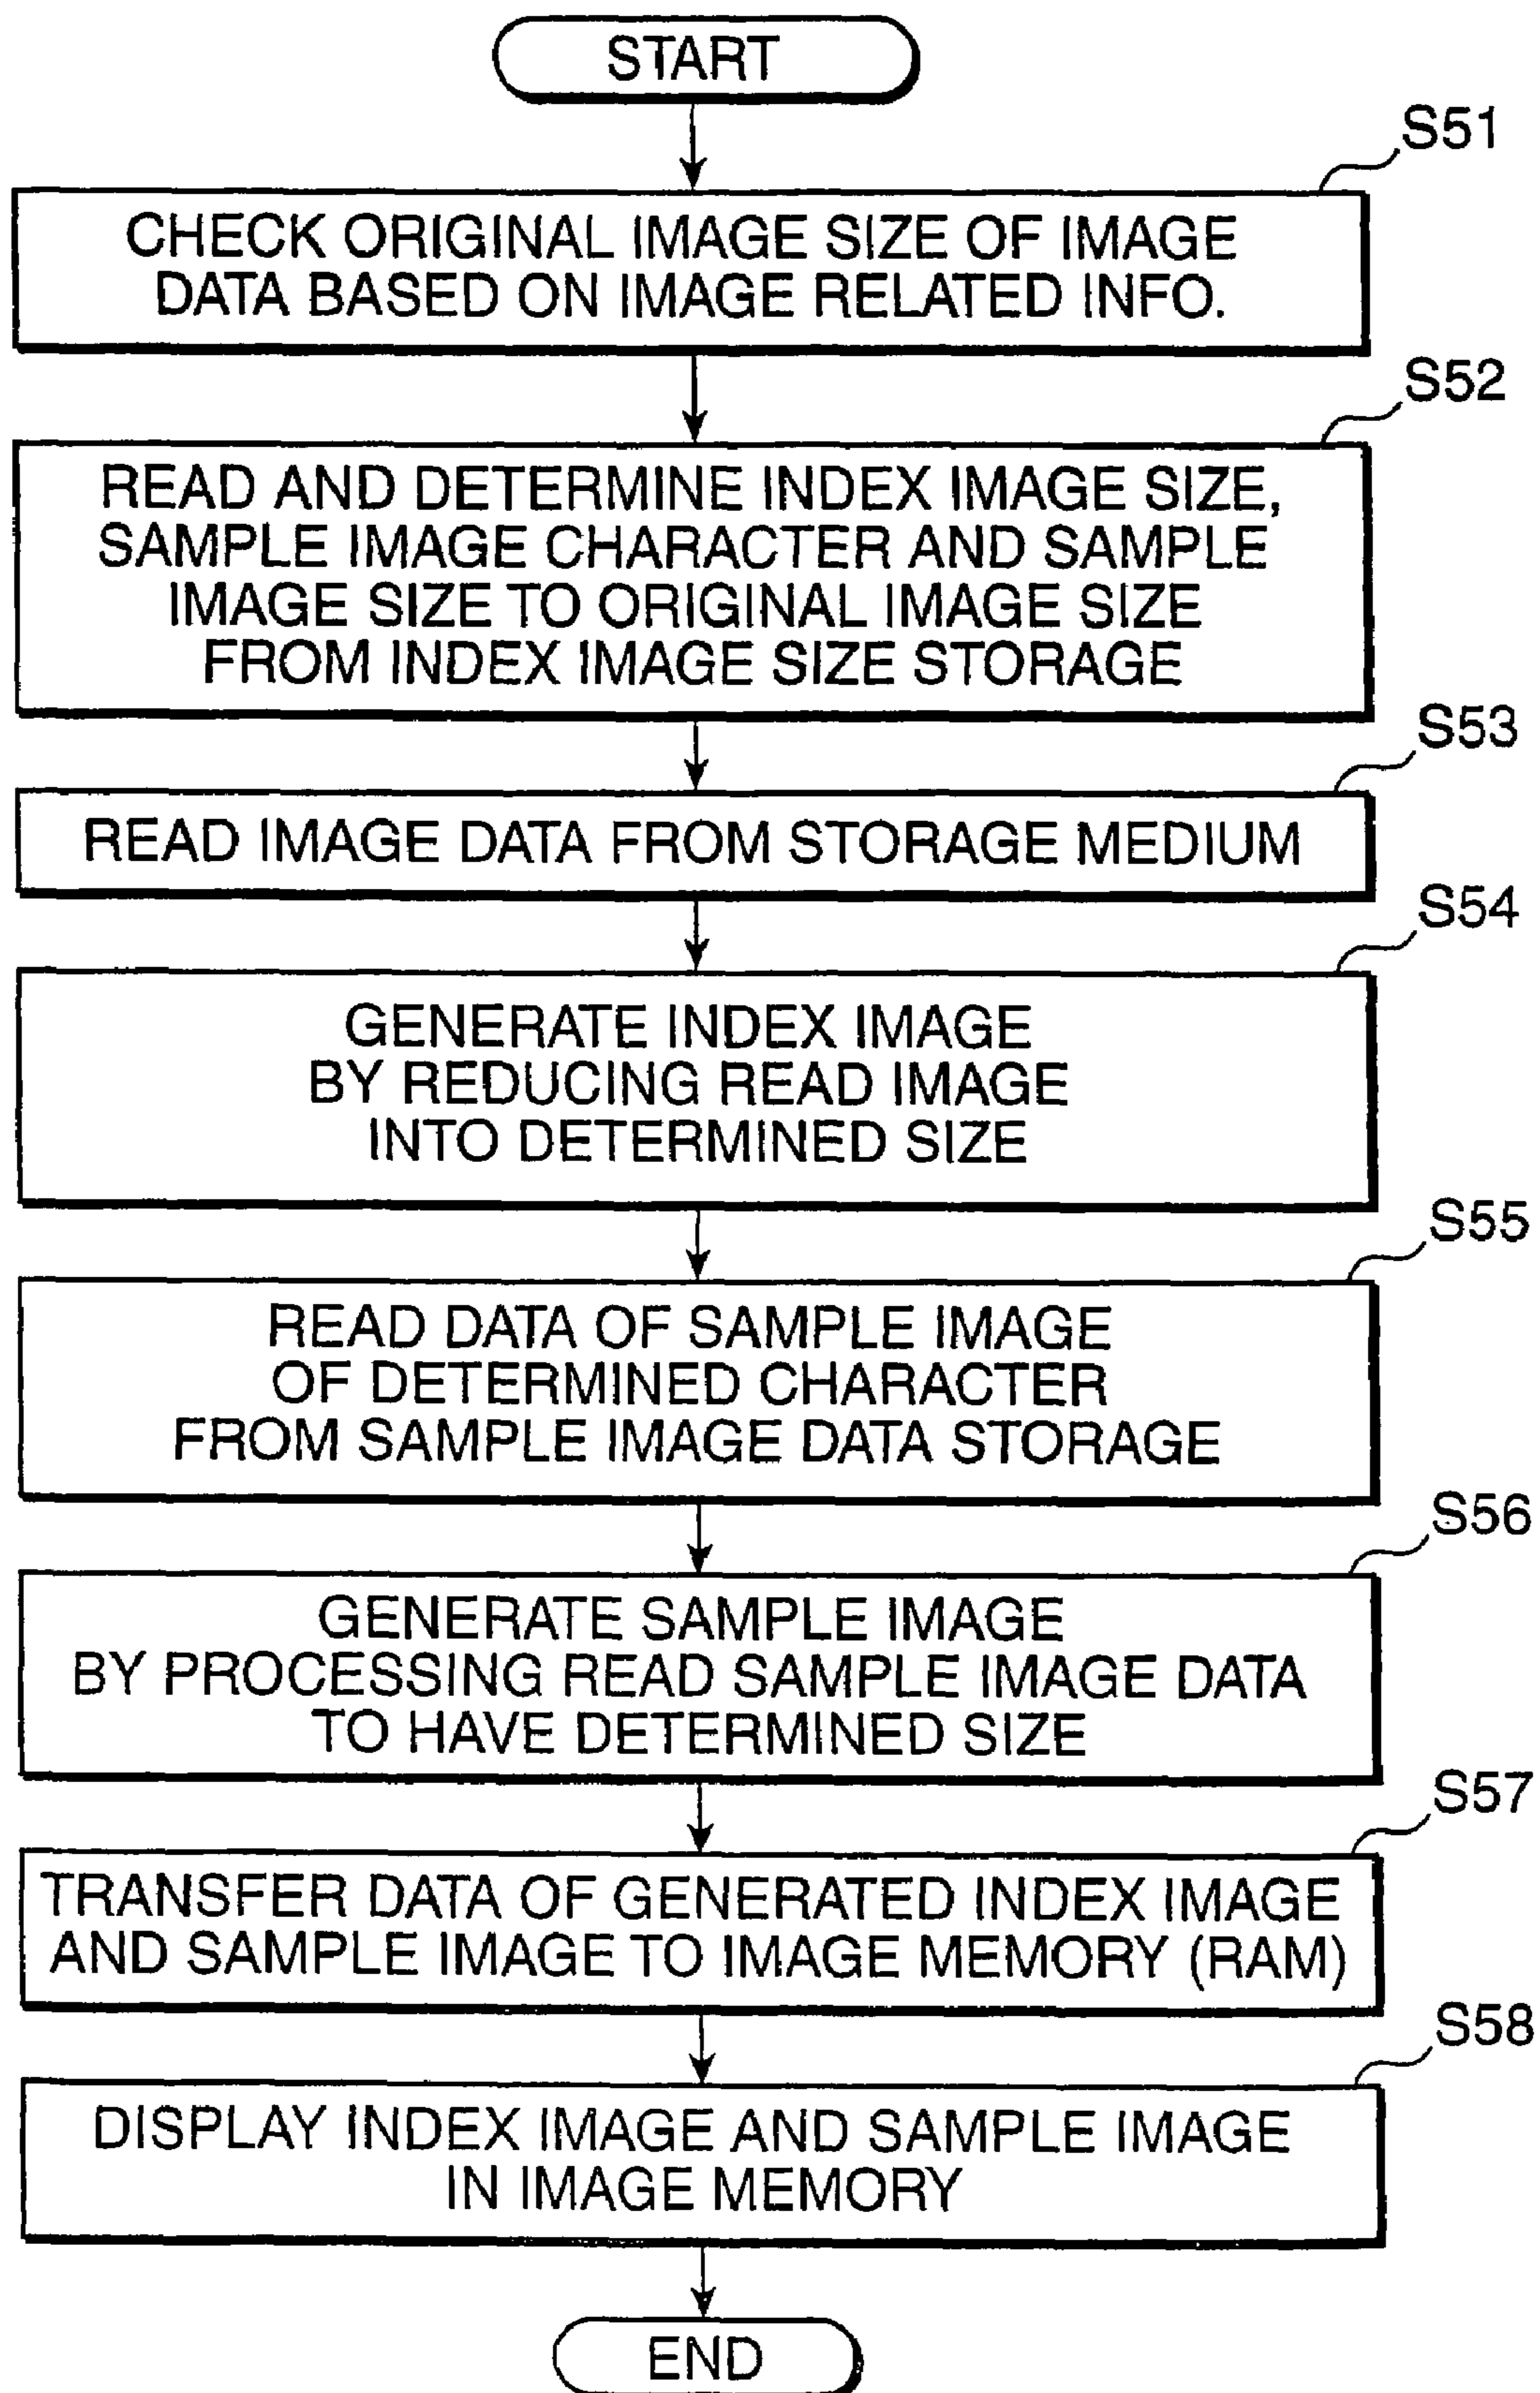 START
S51
CHECK ORIGINAL IMAGE SIZE OF IMAGE
DATA BASED ON IMAGE RELATED INFO.
S52
READ AND DETERMINE INDEX IMAGE SIZE,
SAMPLE IMAGE CHARACTER AND SAMPLE
IMAGE SIZE TO ORIGINAL IMAGE SIZE
FROM INDEX IMAGE SIZE STORAGE
S53
READ IMAGE DATA FROM STORAGE MEDIUM
S54
GENERATE INDEX IMAGE
BY REDUCING READ IMAGE
INTO DETERMINED SIZE
S55
READ DATA OF SAMPLE IMAGE
OF DETERMINED CHARACTER
FROM SAMPLE IMAGE DATA STORAGE
S56
GENERATE SAMPLE IMAGE
BY PROCESSING READ SAMPLE IMAGE DATA
TO HAVE DETERMINED SIZE
S57
TRANSFER DATA OF GENERATED INDEX IMAGE
AND SAMPLE IMAGE TO IMAGE MEMORY (RAM)
S58
DISPLAY INDEX IMAGE AND SAMPLE IMAGE
IN IMAGE MEMORY
END